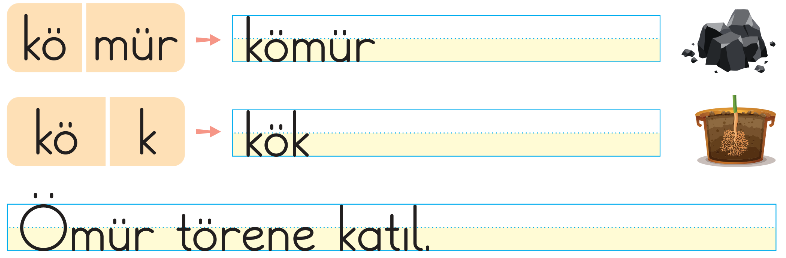 kö mür → kömür
kö k → kök
Ömür törene katıl.